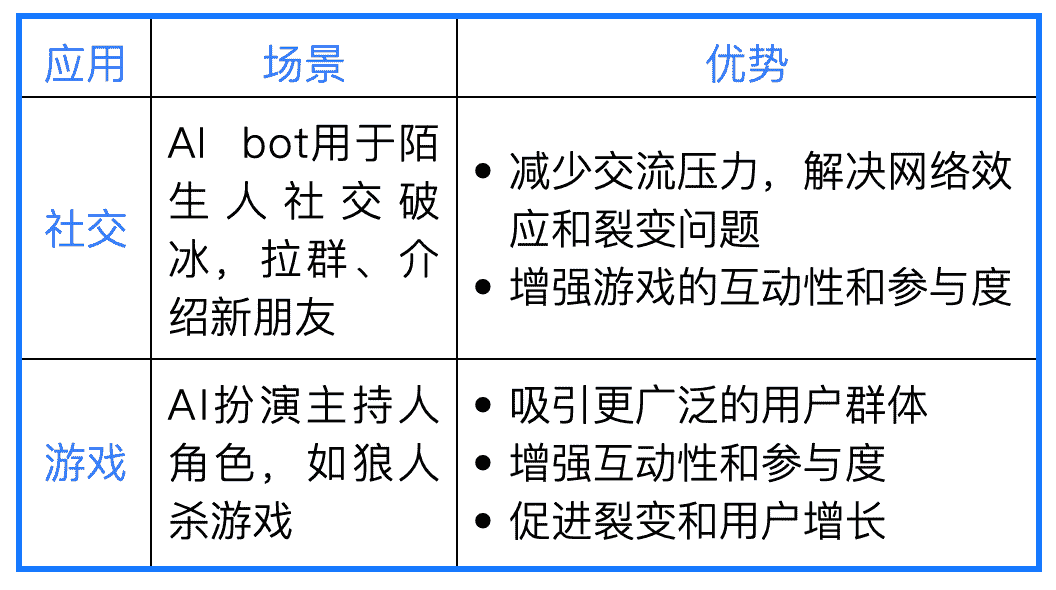 应用 场景 优势
社交
AI bot用于陌
生人社交破
冰，拉群、介
绍新朋友
• 减少交流压力，解决网络效
应和裂变问题
• 增强游戏的互动性和参与度
游戏
AI扮演主持人
角色，如狼人
杀游戏
• 吸引更广泛的用户群体
• 增强互动性和参与度
• 促进裂变和用户增长